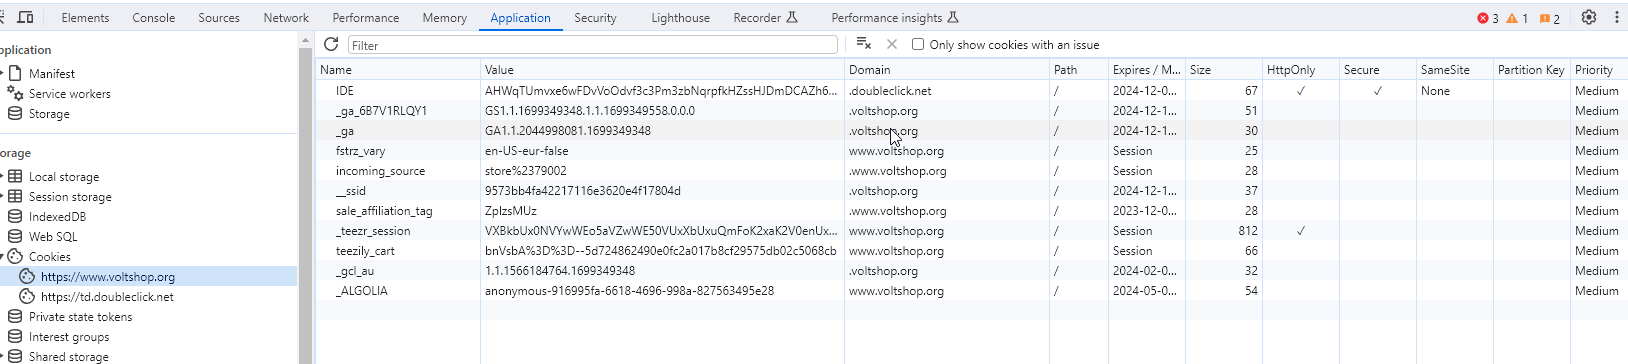 Elements Console Sources Network Performance Memory Application Security Lighthouse Recorder Performance insights 3 1 2
pplication
Manifest
Service workers
Storage
orage
Local storage
Session storage
IndexedDB
Web SQL
Cookies
https://www.voltshop.org
https://td.doubleclick.net
Private state tokens
Interest groups
Shared storage
Filter Only show cookies with an issue
Name Value Domain Path Expires / M... Size HttpOnly Secure SameSite Partition Key Priority
IDE AHWqTUmvxe6wFDvVoOdvf3c3Pm3zbNqrpfkHZssHJDmDCAZh6... .doubleclick.net / 2024-12-0... 67 ✓ ✓ None Medium
_ga_6B7V1RLQY1 GS1.1.1699349348.1.1.1699349558.0.0.0 .voltshop.org / 2024-12-1... 51 Medium
_ga GA1.1.2044998081.1699349348 .voltshop.org / 2024-12-1... 30 Medium
fstrz_vary en-US-eur-false www.voltshop.org / Session 25 Medium
incoming_source store%2379002 .www.voltshop.org / Session 28 Medium
__ssid 9573bb4fa42217116e3620e4f17804d .voltshop.org / 2024-12-1... 37 Medium
sale_affiliation_tag ZplzsMUz .www.voltshop.org / 2023-12-0... 28 Medium
_teezr_session VXBkbUx0NVYwWEo5aVZwWE50VUxXbUxuQmFoK2xaK2V0enUx... www.voltshop.org / Session 812 ✓ Medium
teezily_cart bnVsbA%3D%3D--5d724862490e0fc2a017b8cf29575db02c5068cb www.voltshop.org / Session 66 Medium
_gcl_au 1.1.1566184764.1699349348 .voltshop.org / 2024-02-0... 32 Medium
_ALGOLIA anonymous-916995fa-6618-4696-998a-827563495e28 www.voltshop.org / 2024-05-0... 54 Medium